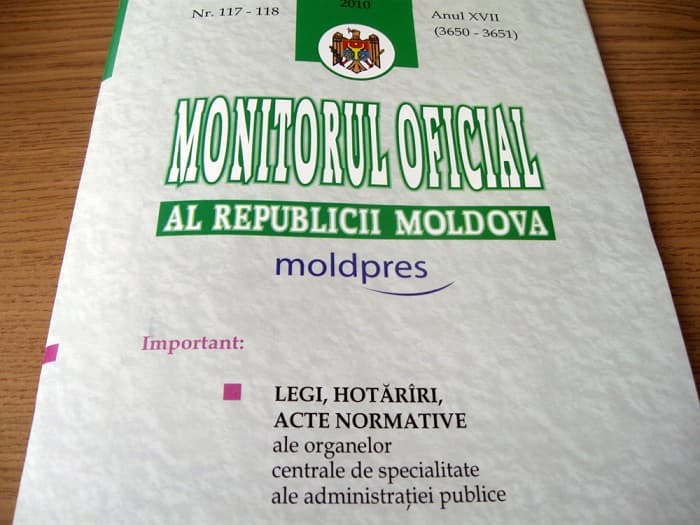 2010
Nr. 117 - 118
Anul XVII
(3650 - 3651)
MONITORUL OFICIAL
AL REPUBLICII MOLDOVA
moldpres
Important:
LEGI, HOTĂRÎRI,
ACTE NORMATIVE
ale organelor
centrale de specialitate
ale administraţiei publice